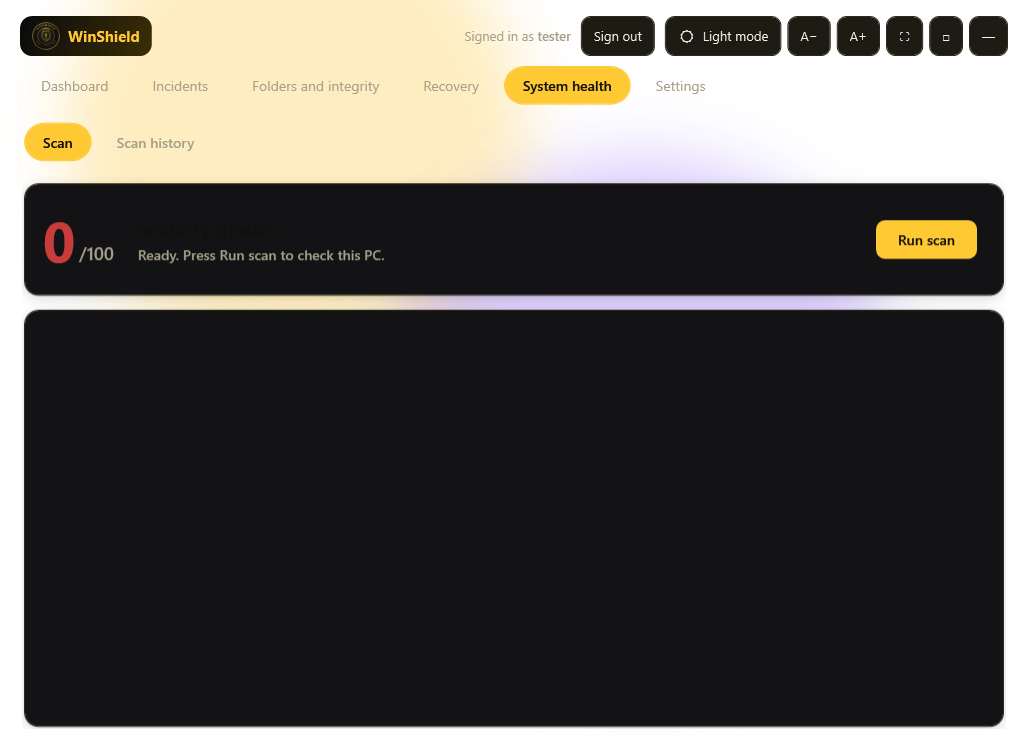 WinShield
Signed in as tester
Sign out
Light mode
A−
A+
Dashboard
Incidents
Folders and integrity
Recovery
System health
Settings
Scan
Scan history
0 /100
Ready. Press Run scan to check this PC.
Run scan